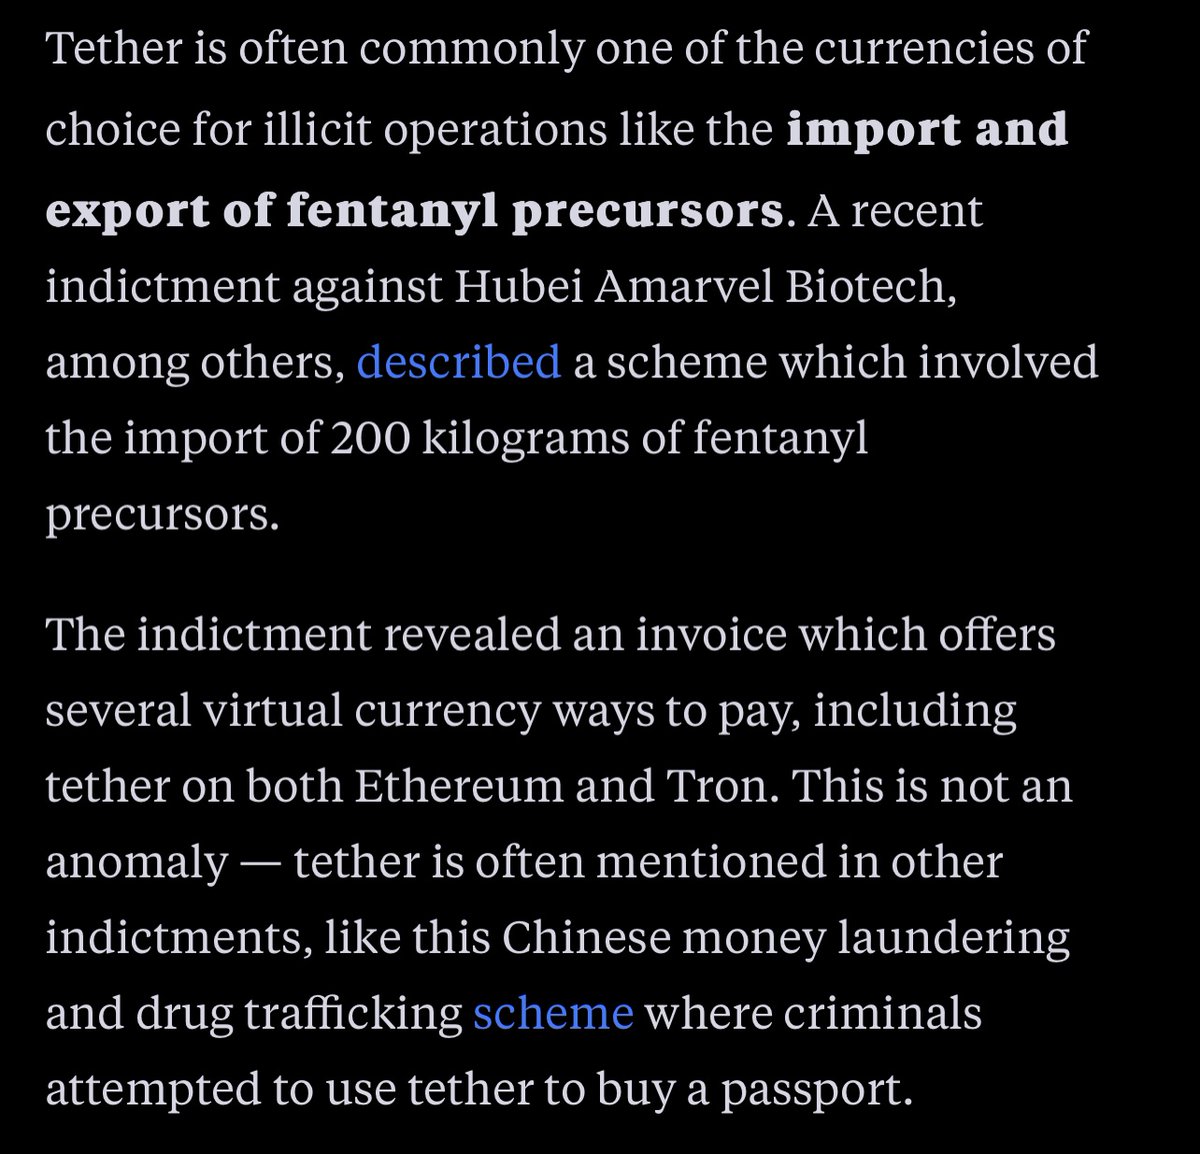 Tether is often commonly one of the currencies of
choice for illicit operations like the import and
export of fentanyl precursors. A recent
indictment against Hubei Amarvel Biotech,
among others, described a scheme which involved
the import of 200 kilograms of fentanyl
precursors.
The indictment revealed an invoice which offers
several virtual currency ways to pay, including
tether on both Ethereum and Tron. This is not an
anomaly — tether is often mentioned in other
indictments, like this Chinese money laundering
and drug trafficking scheme where criminals
attempted to use tether to buy a passport.